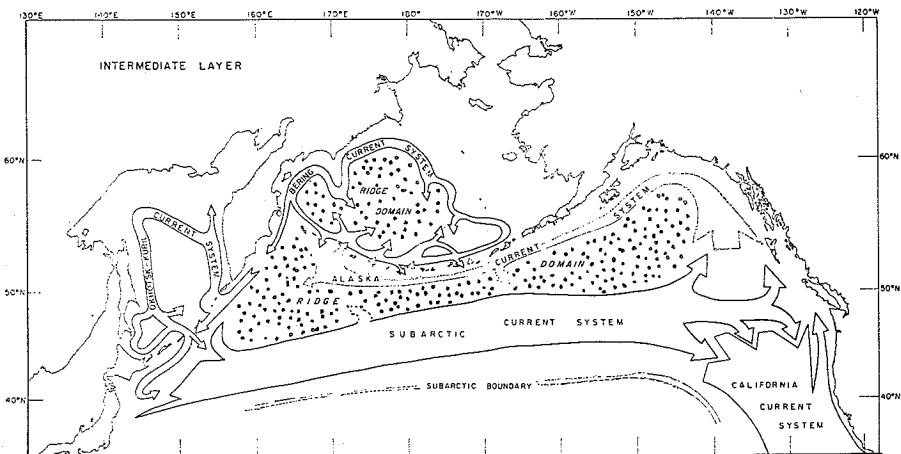 130°E 150°E 160°E 170°E 180°W 170°W 160°W 150°W 140°W 130°W 120°W
INTERMEDIATE LAYER
60°N
60°N
BERING CURRENT SYSTEM
RIDGE
DOMAIN
OKHOTSK-KURIL CURRENT SYSTEM
ALASKA CURRENT SYSTEM
RIDGE DOMAIN
50°N
50°N
SUBARCTIC CURRENT SYSTEM
SUBARCTIC BOUNDARY
CALIFORNIA
CURRENT
SYSTEM
40°N
40°N